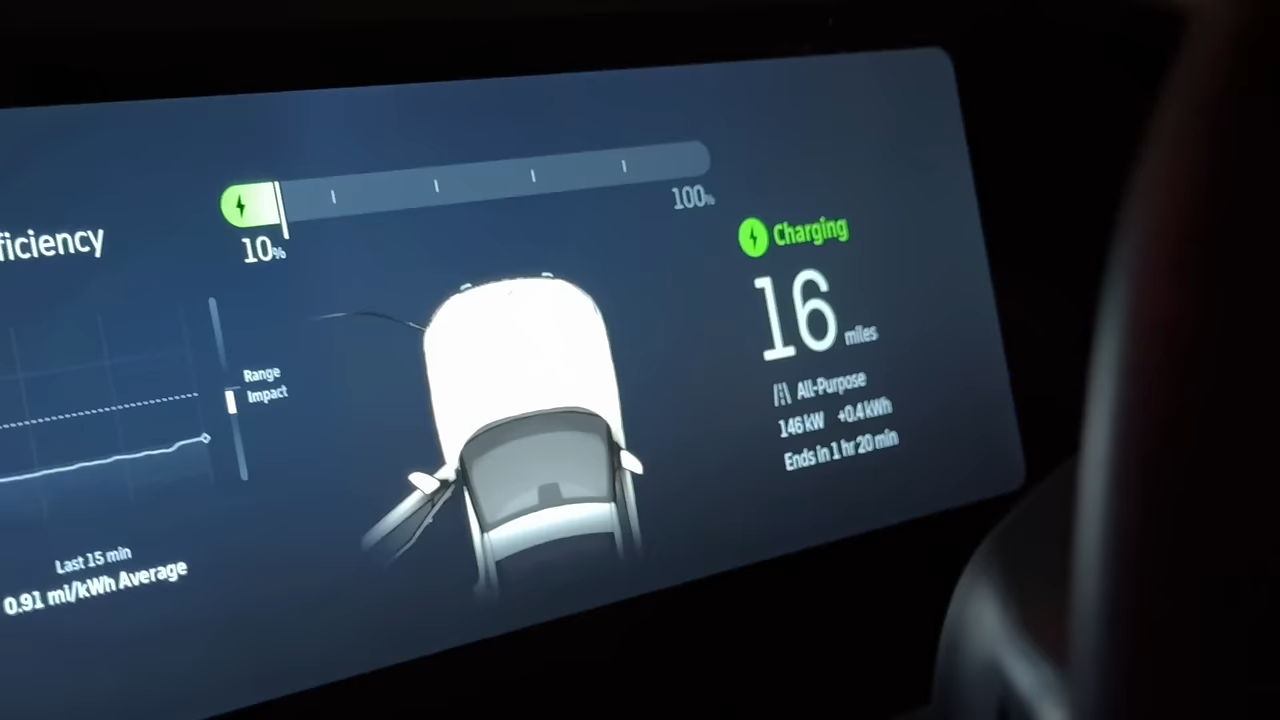 ficiency
10%
100%
Charging
16 miles
All-Purpose
146 kW +0.4 kWh
Ends in 1 hr 20 min
Range
Impact
Last 15 min
0.91 mi/kWh Average